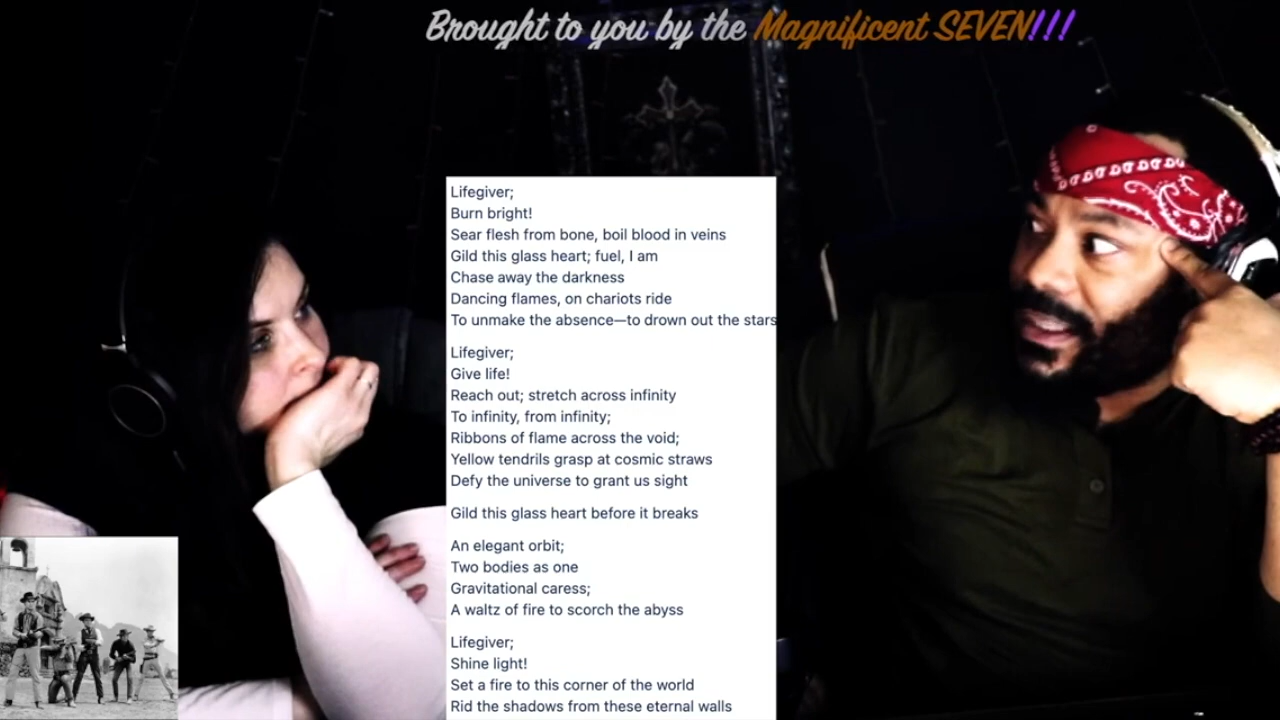 Brought to you by the Magnificent SEVEN!!!
Lifegiver;
Burn bright!
Sear flesh from bone, boil blood in veins
Gild this glass heart; fuel, I am
Chase away the darkness
Dancing flames, on chariots ride
To unmake the absence—to drown out the stars
Lifegiver;
Give life!
Reach out; stretch across infinity
To infinity, from infinity;
Ribbons of flame across the void;
Yellow tendrils grasp at cosmic straws
Defy the universe to grant us sight
Gild this glass heart before it breaks
An elegant orbit;
Two bodies as one
Gravitational caress;
A waltz of fire to scorch the abyss
Lifegiver;
Shine light!
Set a fire to this corner of the world
Rid the shadows from these eternal walls